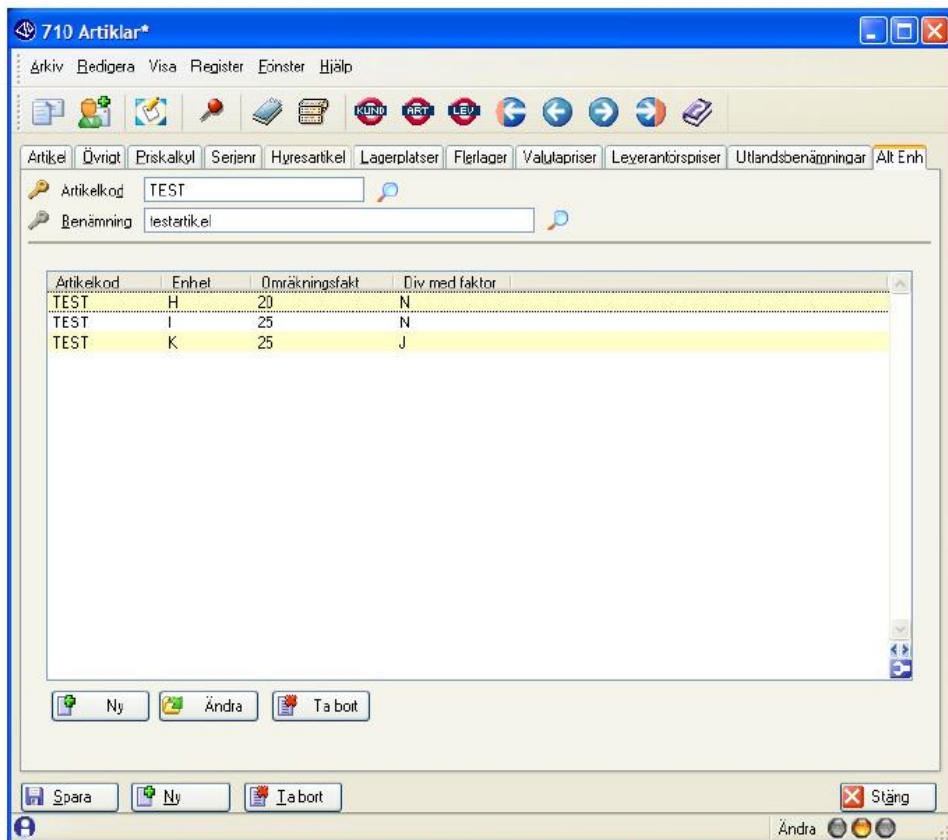 710 Artiklar*
Arkiv Redigera Visa Register Fönster Hjälp
KUND ART LEV
Artikel Övrigt Priskalkyl Serienr Hyresartikel Lagerplatser Flerlager Valutapriser Leverantörspriser Utlandsbenämningar Alt Enh
Artikelkod TEST
Benämning testartikel
Artikelkod Enhet Omräkningsfakt Div med faktor
TEST H 20 N
TEST I 25 N
TEST K 25 J
Ny Ändra Ta bort
Spara Ny Ta bort Stäng
Ändra